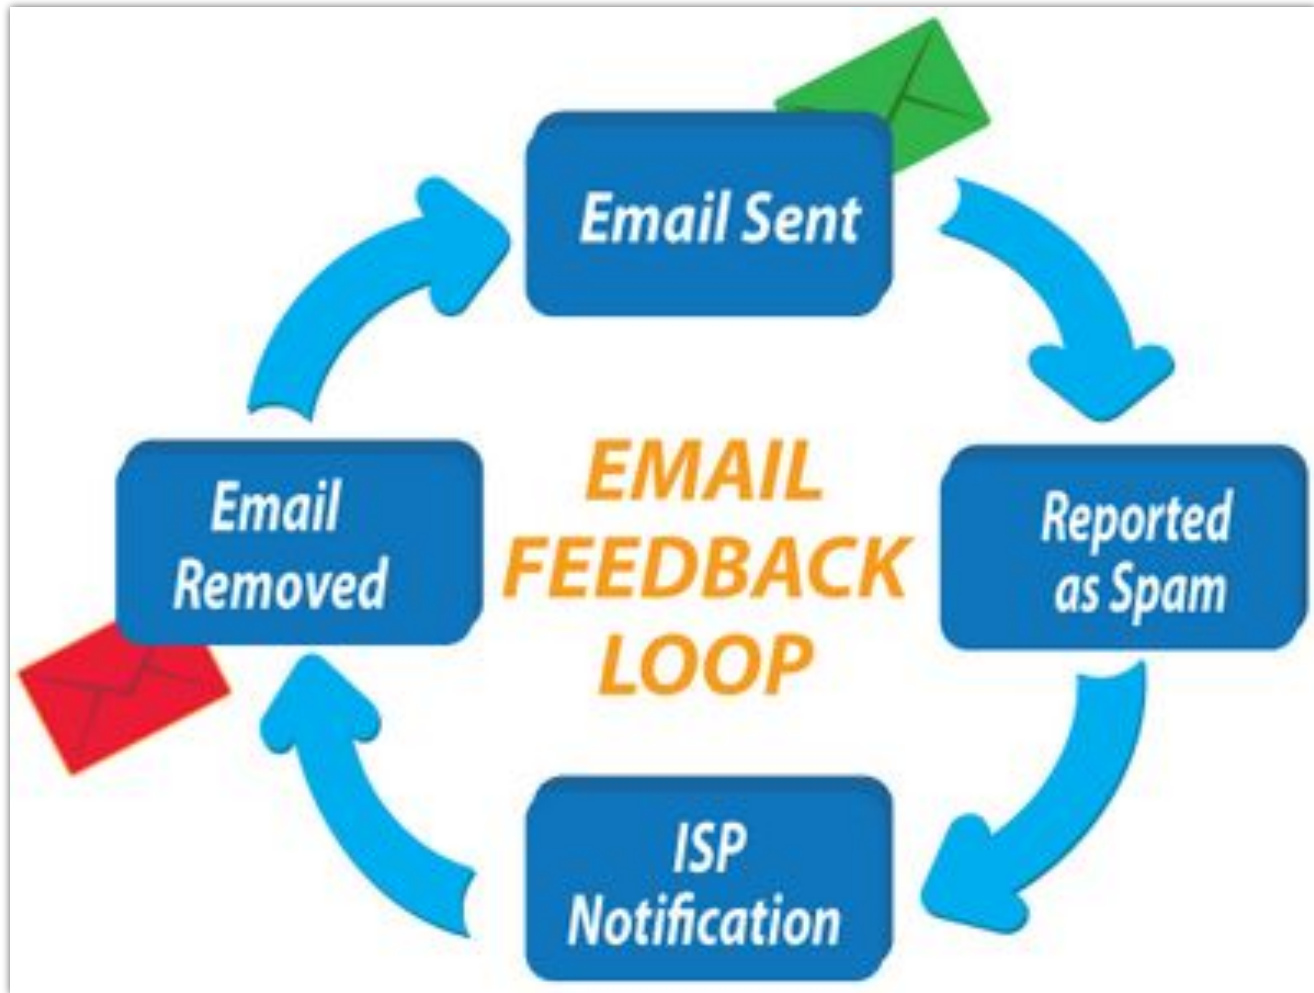 Email Sent
Reported
as Spam
ISP
Notification
Email
Removed
EMAIL
FEEDBACK
LOOP